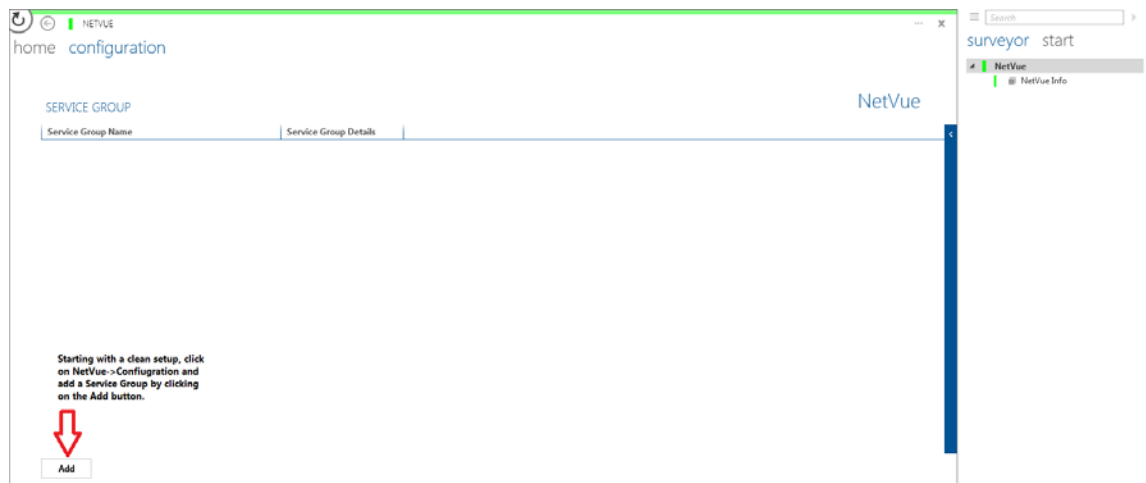 NETVUE
home configuration
SERVICE GROUP
NetVue
Service Group Name Service Group Details
Starting with a clean setup, click
on NetVue->Confiugration and
add a Service Group by clicking
on the Add button.
Add
Search
surveyor start
NetVue
NetVue Info